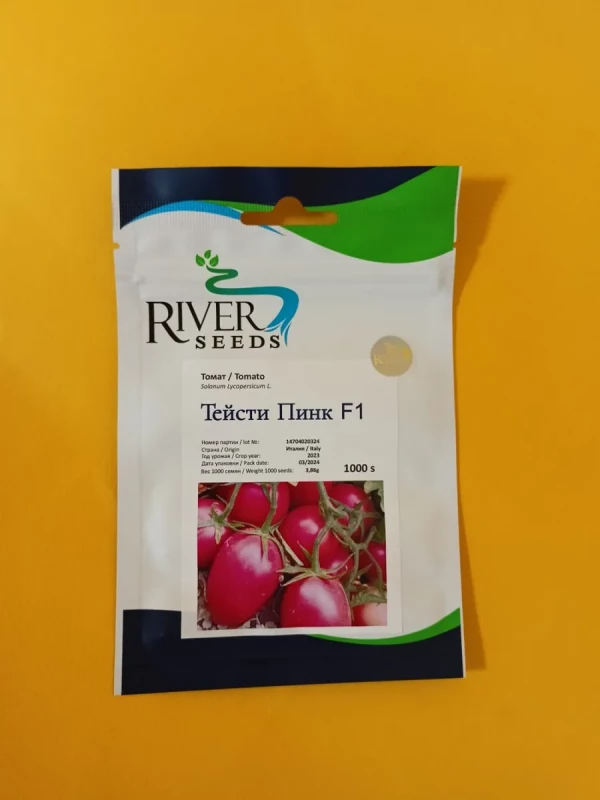 RIVER
SEEDS
Томат / Tomato
Solanum Lycopersicum L.
Тейсти Пинк F1
Номер партии / lot №: 14704020324
Страна / Origin: Италия / Italy
Год урожая / Crop year: 2023
Дата упаковки / Pack date: 03/2024
Вес 1000 семян / Weight 1000 seeds: 3,86g
1000 s